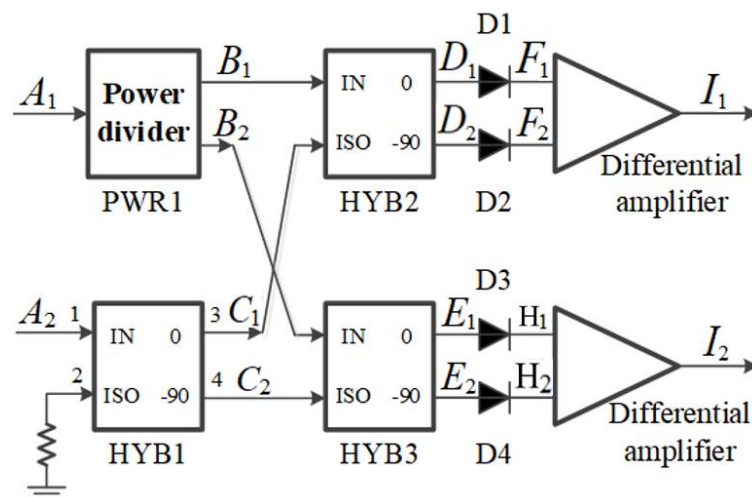 D1
A1 Power divider B1 B2
PWR1
IN 0
ISO -90
HYB2
D1 F1
D2 F2
D2
I1
Differential
amplifier
A2 1 2
IN 0
ISO -90
3 C1
4 C2
HYB1
IN 0
ISO -90
HYB3
D3
E1 H1
E2 H2
D4
I2
Differential
amplifier